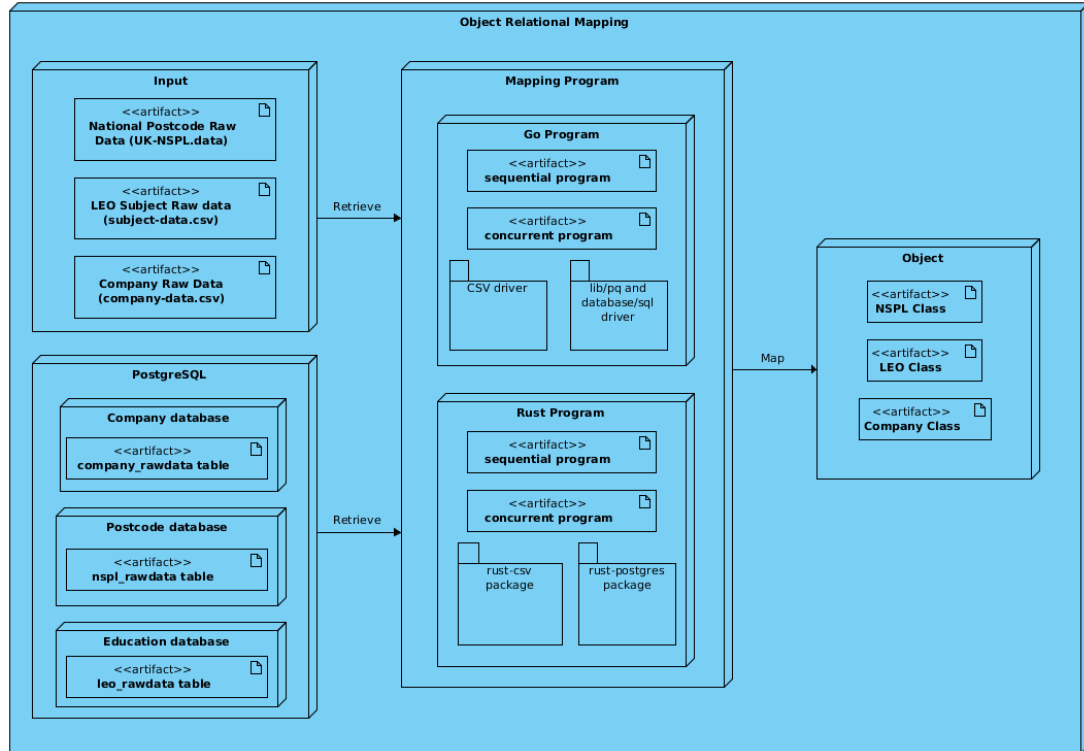 Object Relational Mapping
Input
<<artifact>>
National Postcode Raw
Data (UK-NSPL.data)
<<artifact>>
LEO Subject Raw data
(subject-data.csv)
<<artifact>>
Company Raw Data
(company-data.csv)
Retrieve
PostgreSQL
Company database
<<artifact>>
company_rawdata table
Postcode database
<<artifact>>
nspl_rawdata table
Education database
<<artifact>>
leo_rawdata table
Retrieve
Mapping Program
Go Program
<<artifact>>
sequential program
<<artifact>>
concurrent program
CSV driver
lib/pq and
database/sql
driver
Rust Program
<<artifact>>
sequential program
<<artifact>>
concurrent program
rust-csv
package
rust-postgres
package
Map
Object
<<artifact>>
NSPL Class
<<artifact>>
LEO Class
<<artifact>>
Company Class